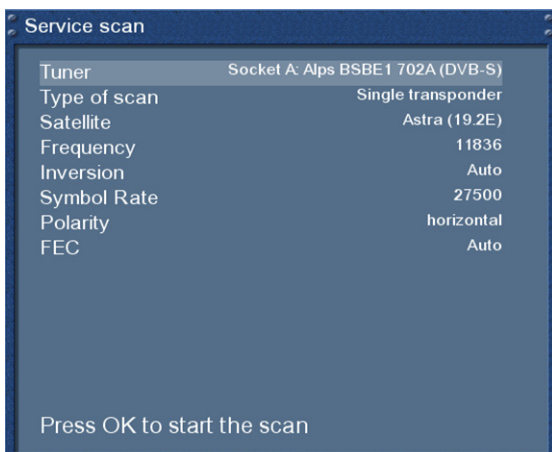 Service scan
Tuner Socket A: Alps BSBE1 702A (DVB-S)
Type of scan Single transponder
Satellite Astra (19.2E)
Frequency 11836
Inversion Auto
Symbol Rate 27500
Polarity horizontal
FEC Auto
Press OK to start the scan